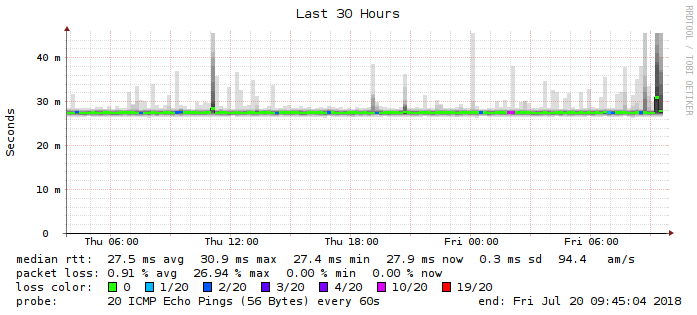 Last 30 Hours
RRDTOOL / TOBI OETIKER
Seconds
40 m
30 m
20 m
10 m
0
Thu 06:00 Thu 12:00 Thu 18:00 Fri 00:00 Fri 06:00
median rtt: 27.5 ms avg 30.9 ms max 27.4 ms min 27.9 ms now 0.3 ms sd 94.4 am/s
packet loss: 0.91 % avg 26.94 % max 0.00 % min 0.00 % now
loss color: 0 1/20 2/20 3/20 4/20 10/20 19/20
probe: 20 ICMP Echo Pings (56 Bytes) every 60s end: Fri Jul 20 09:45:04 2018